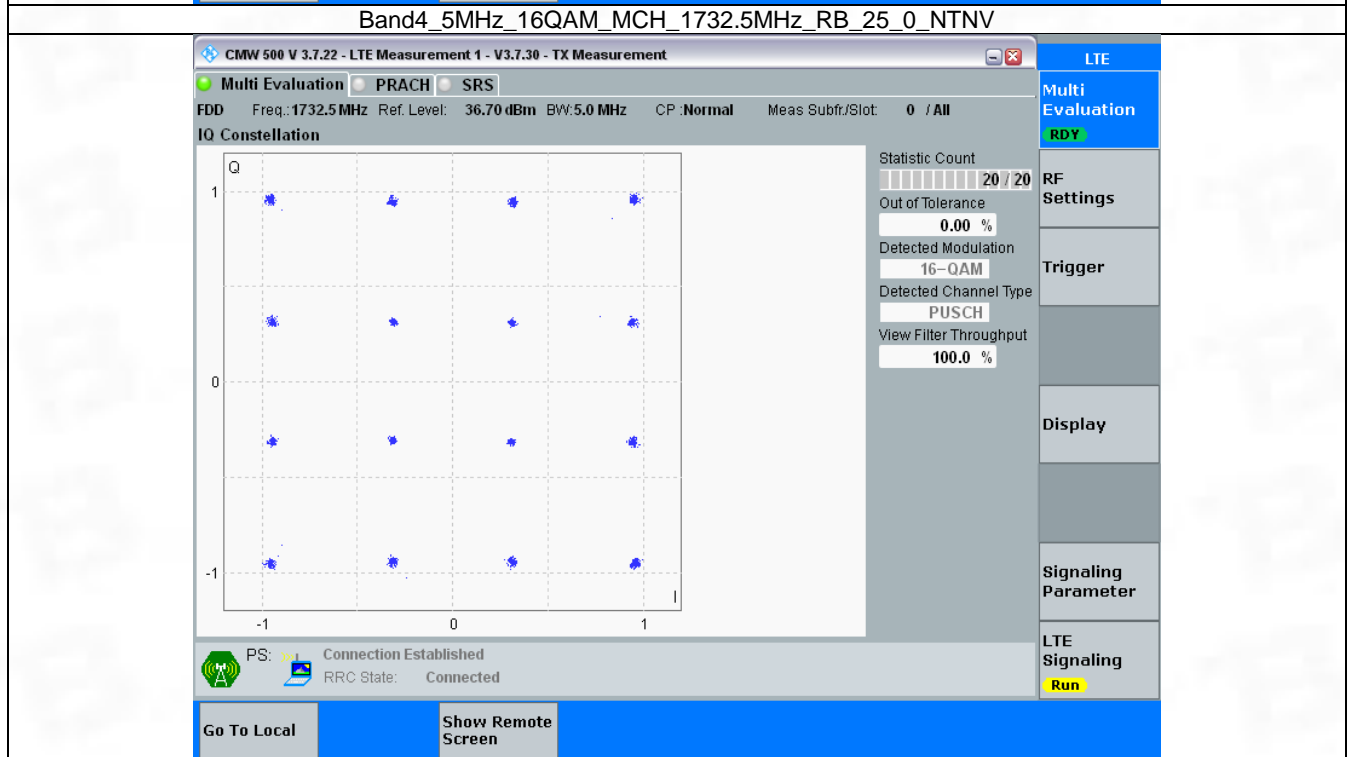 Band4_5MHz_16QAM_MCH_1732.5MHz_RB_25_0_NTNV
CMW 500 V 3.7.22 - LTE Measurement 1 - V3.7.30 - TX Measurement
LTE
Multi Evaluation PRACH SRS
FDD Freq.:1732.5 MHz Ref. Level: 36.70 dBm BW:5.0 MHz CP :Normal Meas Subfr./Slot: 0 / All
IQ Constellation
Q
1
0
-1
-1 0 1
I
Statistic Count
20 / 20
Out of Tolerance
0.00 %
Detected Modulation
16-QAM
Detected Channel Type
PUSCH
View Filter Throughput
100.0 %
Multi
Evaluation
RDY
RF
Settings
Trigger
Display
Signaling
Parameter
LTE
Signaling
Run
PS: Connection Established
RRC State: Connected
Go To Local
Show Remote
Screen